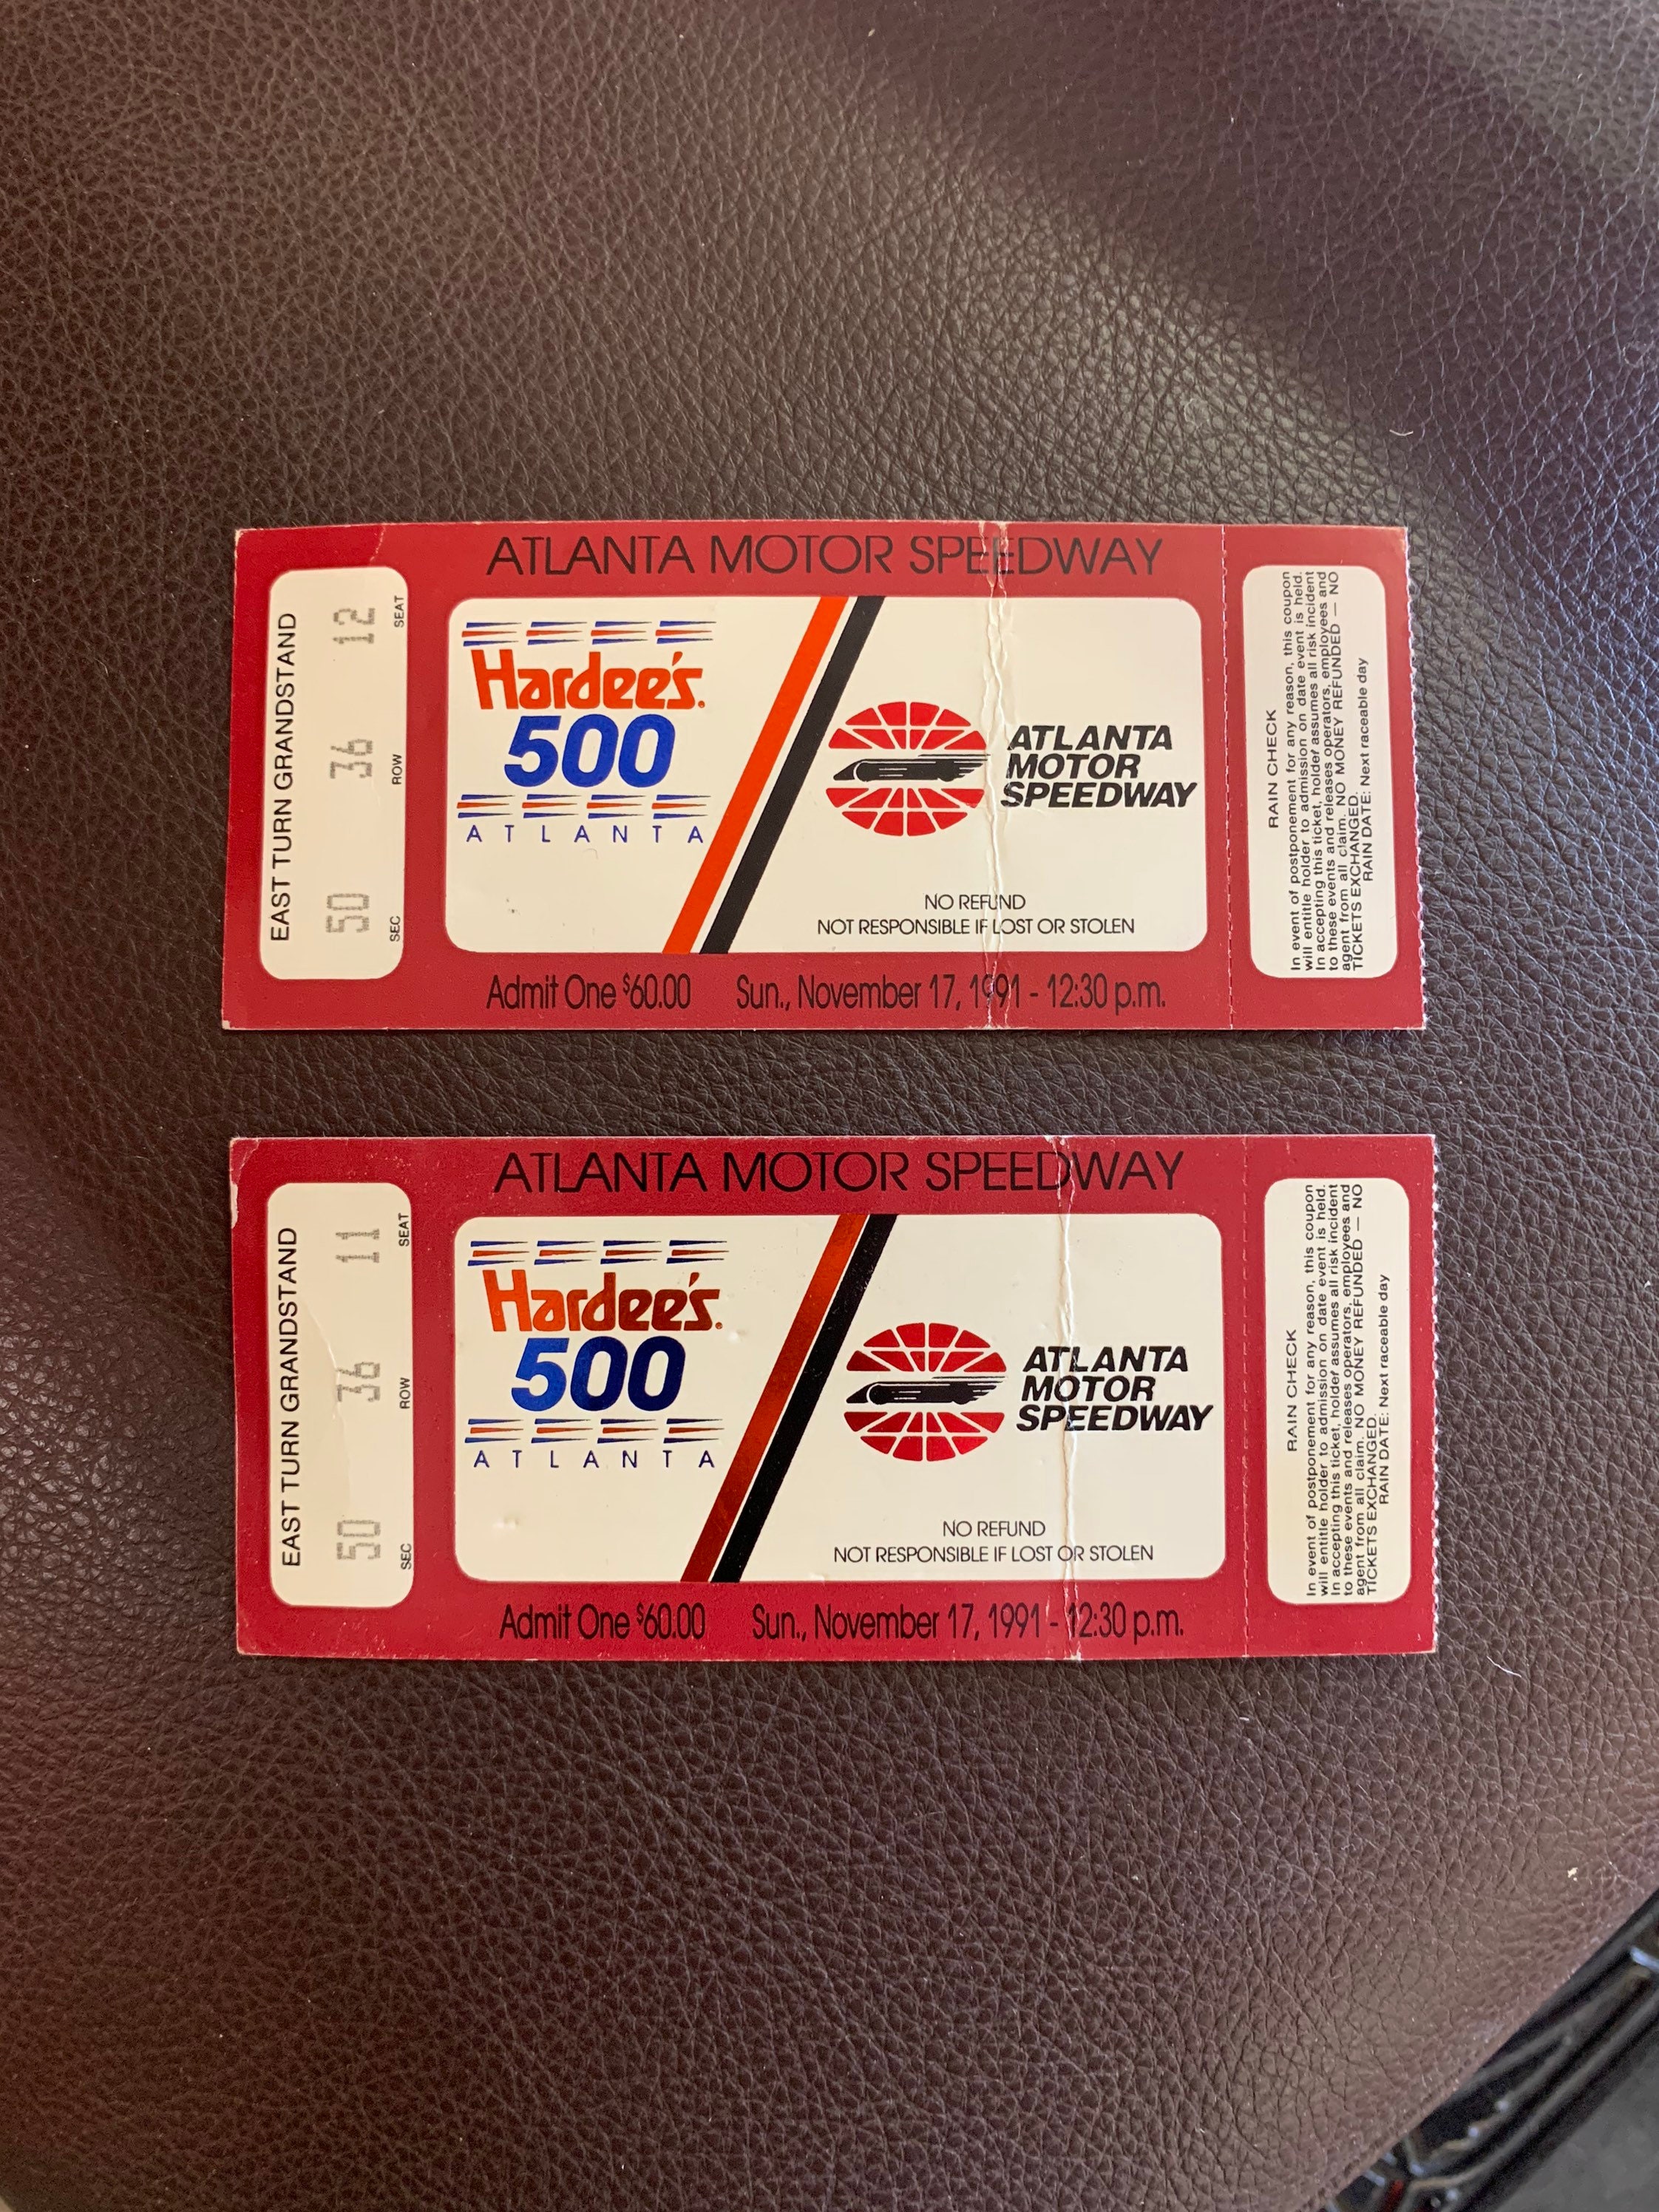 ATLANTA MOTOR SPEEDWAY
EAST TURN GRANDSTAND
50 36 12
SEC ROW SEAT
Hardee's.
500
ATLANTA
ATLANTA
MOTOR
SPEEDWAY
NO REFUND
NOT RESPONSIBLE IF LOST OR STOLEN
Admit One $60.00 Sun., November 17, 1991 - 12:30 p.m.
RAIN CHECK
In event of postponement for any reason, this coupon
will entitle holder to admission on date event is held.
In accepting this ticket, holder assumes all risk incident
to these events and releases operators, employees and
agent from all claim. NO MONEY REFUNDED — NO
TICKETS EXCHANGED.
RAIN DATE: Next raceable day
ATLANTA MOTOR SPEEDWAY
EAST TURN GRANDSTAND
50 36 11
SEC ROW SEAT
Hardee's.
500
ATLANTA
ATLANTA
MOTOR
SPEEDWAY
NO REFUND
NOT RESPONSIBLE IF LOST OR STOLEN
Admit One $60.00 Sun., November 17, 1991 - 12:30 p.m.
RAIN CHECK
In event of postponement for any reason, this coupon
will entitle holder to admission on date event is held.
In accepting this ticket, holder assumes all risk incident
to these events and releases operators, employees and
agent from all claim. NO MONEY REFUNDED — NO
TICKETS EXCHANGED.
RAIN DATE: Next raceable day